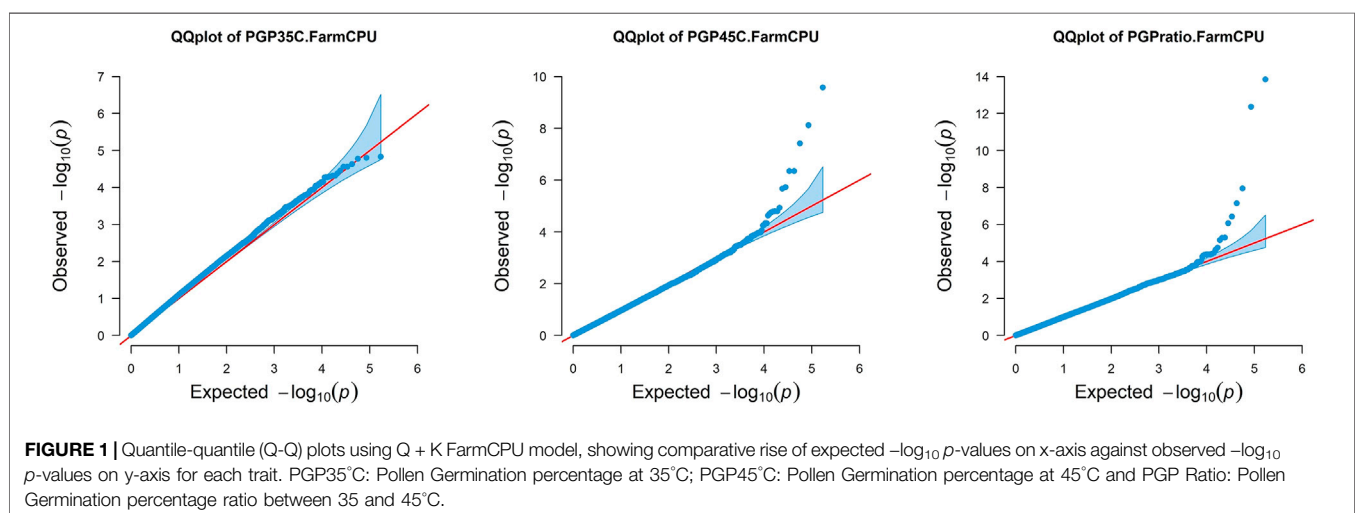 QQplot of PGP35C.FarmCPU
7
6
5
4
3
2
1
0
Observed −log10(p)
0 1 2 3 4 5 6
Expected −log10(p)
QQplot of PGP45C.FarmCPU
10
8
6
4
2
0
Observed −log10(p)
0 1 2 3 4 5 6
Expected −log10(p)
QQplot of PGPratio.FarmCPU
14
12
10
8
6
4
2
0
Observed −log10(p)
0 1 2 3 4 5 6
Expected −log10(p)
FIGURE 1 | Quantile-quantile (Q-Q) plots using Q + K FarmCPU model, showing comparative rise of expected −log10 p-values on x-axis against observed −log10
p-values on y-axis for each trait. PGP35°C: Pollen Germination percentage at 35°C; PGP45°C: Pollen Germination percentage at 45°C and PGP Ratio: Pollen
Germination percentage ratio between 35 and 45°C.